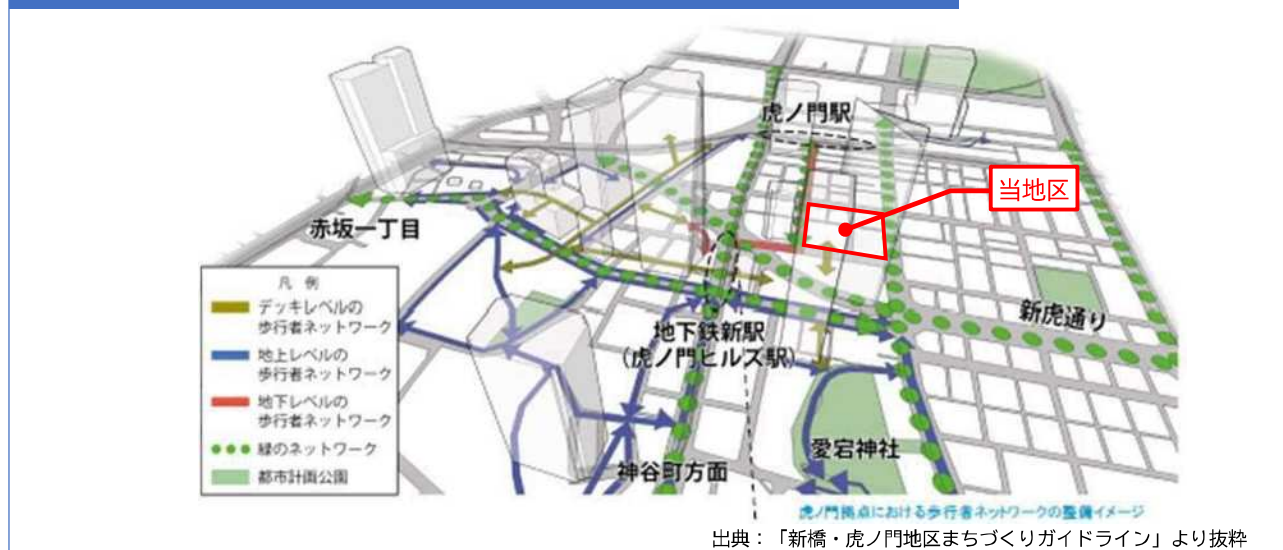 虎ノ門駅
当地区
赤坂一丁目
凡 例
デッキレベルの
歩行者ネットワーク
地上レベルの
歩行者ネットワーク
地下レベルの
歩行者ネットワーク
緑のネットワーク
都市計画公園
新虎通り
地下鉄新駅
(虎ノ門ヒルズ駅)
愛宕神社
神谷町方面
虎ノ門拠点における歩行者ネットワークの整備イメージ
出典：「新橋・虎ノ門地区まちづくりガイドライン」より抜粋